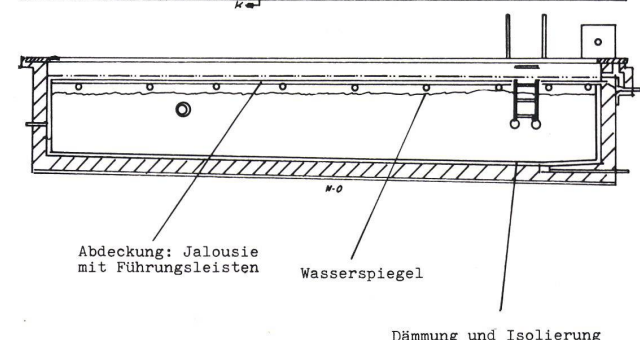 K
N-O
Abdeckung: Jalousie
mit Führungsleisten
Wasserspiegel
Dämmung und Isolierung